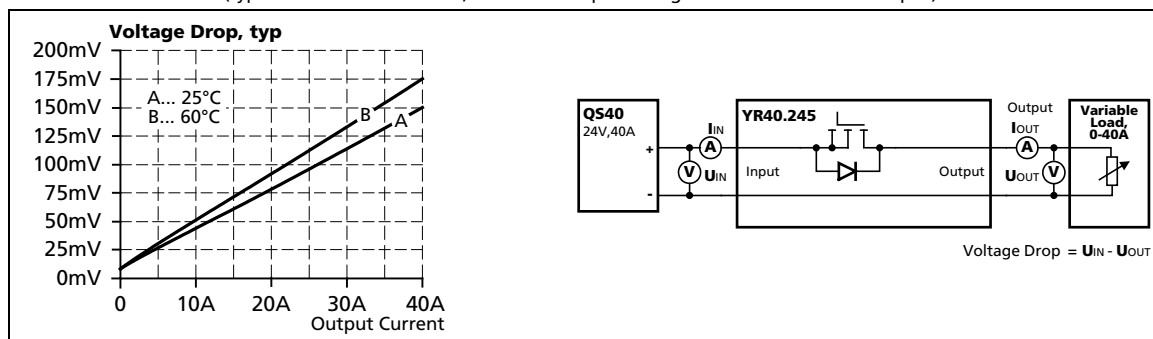 Voltage Drop, typ
200mV
175mV
150mV
125mV
100mV
75mV
50mV
25mV
0mV
A... 25°C
B... 60°C
B
A
0 10A 20A 30A 40A
Output Current
QS40
24V,40A
+
-
IIN
A
V UIN
YR40.245
Input
Output
Output
IOUT
A
UOUT V
Variable
Load,
0-40A
Voltage Drop = UIN - UOUT